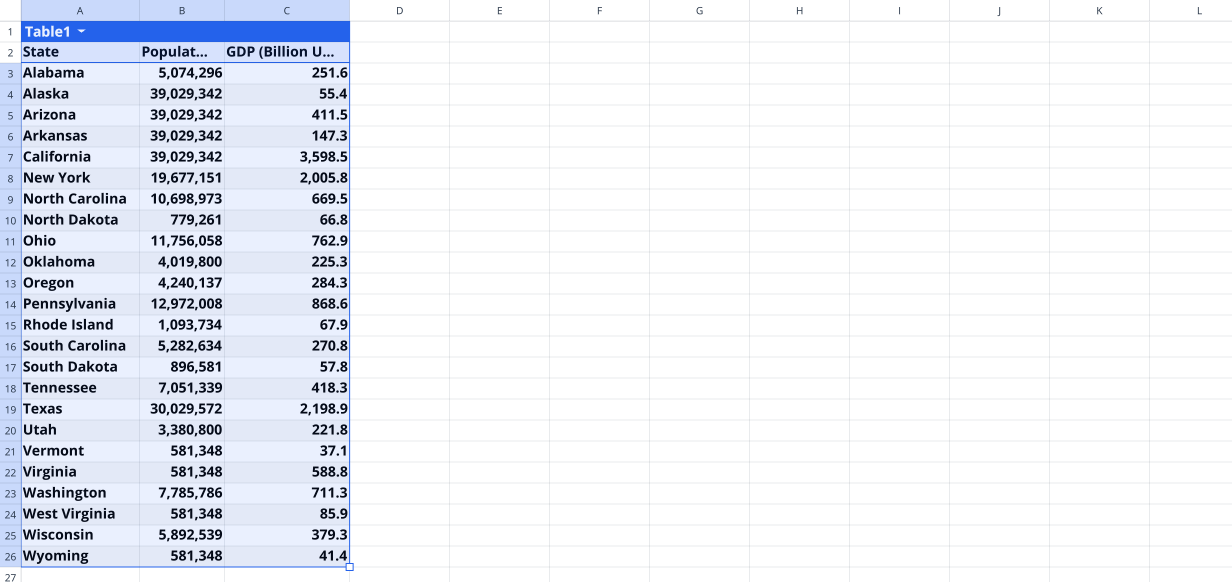 A B C D E F G H I J K L
1 Table1
2 State Populat... GDP (Billion U...
3 Alabama 5,074,296 251.6
4 Alaska 39,029,342 55.4
5 Arizona 39,029,342 411.5
6 Arkansas 39,029,342 147.3
7 California 39,029,342 3,598.5
8 New York 19,677,151 2,005.8
9 North Carolina 10,698,973 669.5
10 North Dakota 779,261 66.8
11 Ohio 11,756,058 762.9
12 Oklahoma 4,019,800 225.3
13 Oregon 4,240,137 284.3
14 Pennsylvania 12,972,008 868.6
15 Rhode Island 1,093,734 67.9
16 South Carolina 5,282,634 270.8
17 South Dakota 896,581 57.8
18 Tennessee 7,051,339 418.3
19 Texas 30,029,572 2,198.9
20 Utah 3,380,800 221.8
21 Vermont 581,348 37.1
22 Virginia 581,348 588.8
23 Washington 7,785,786 711.3
24 West Virginia 581,348 85.9
25 Wisconsin 5,892,539 379.3
26 Wyoming 581,348 41.4
27